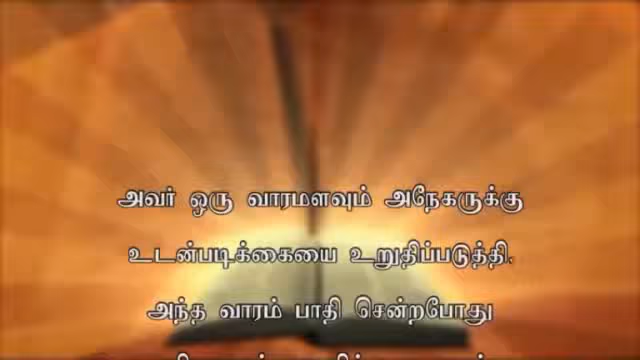 அவர் ஒரு வாரமளவும் அநேகருக்கு
உடன்படிக்கையை உறுதிப்படுத்தி,
அந்த வாரம் பாதி சென்றபோது